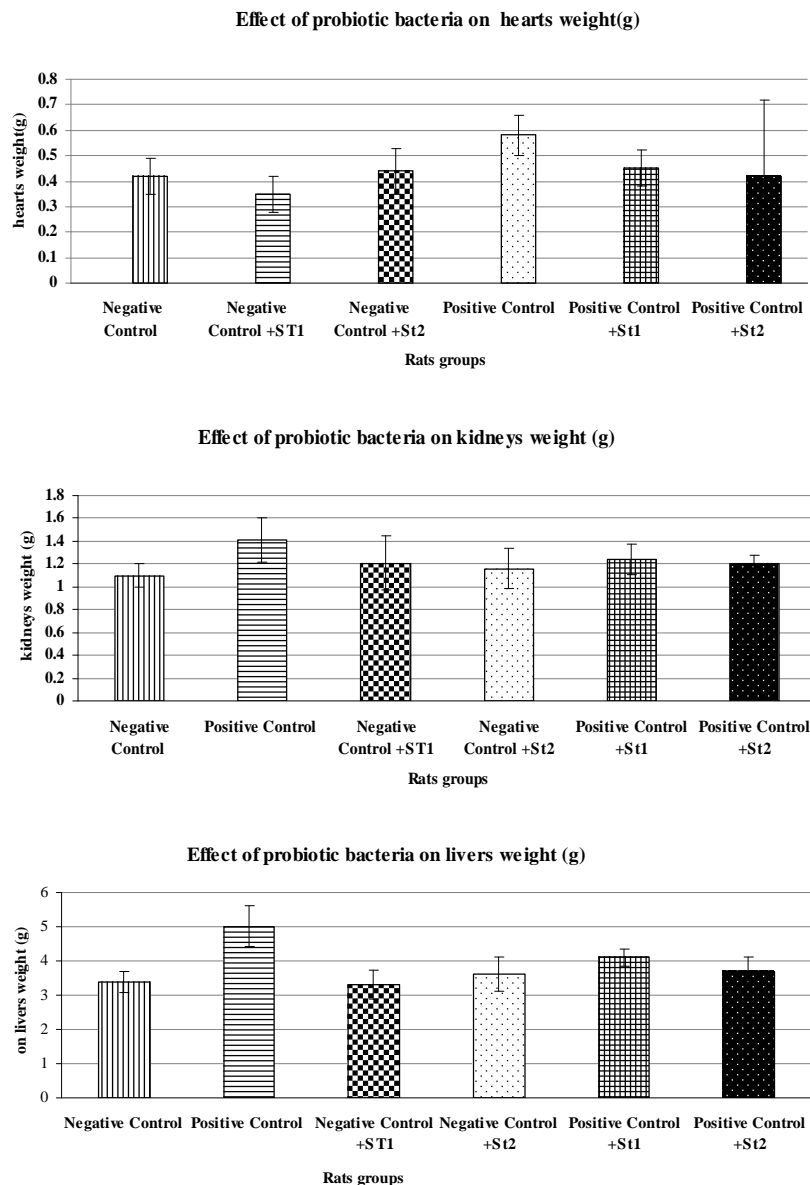 Effect of probiotic bacteria on hearts weight(g)
0.8
0.7
0.6
0.5
0.4
0.3
0.2
0.1
0
hearts weight(g)
Negative Control
Negative Control +ST1
Negative Control +St2
Positive Control
Positive Control +St1
Positive Control +St2
Rats groups
Effect of probiotic bacteria on kidneys weight (g)
1.8
1.6
1.4
1.2
1
0.8
0.6
0.4
0.2
0
kidneys weight (g)
Negative Control
Positive Control
Negative Control +ST1
Negative Control +St2
Positive Control +St1
Positive Control +St2
Rats groups
Effect of probiotic bacteria on livers weight (g)
6
5
4
3
2
1
0
on livers weight (g)
Negative Control
Positive Control
Negative Control +ST1
Negative Control +St2
Positive Control +St1
Positive Control +St2
Rats groups